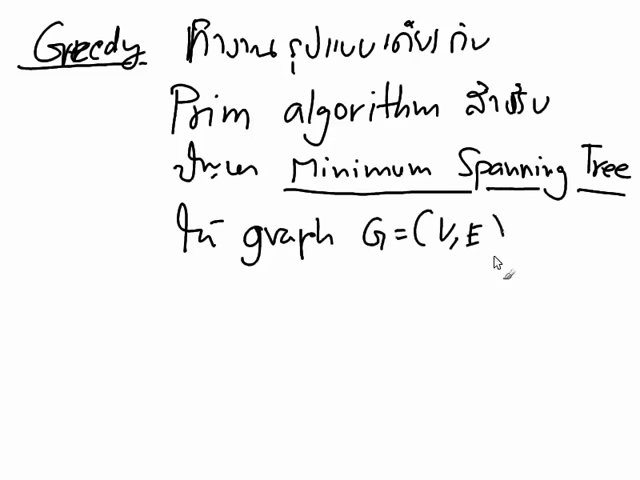 Greedy ทำงานรูปแบบเดียวกับ
Prim algorithm สำหรับ
ปัญหา Minimum Spanning Tree
ให้ graph G=(V,E)